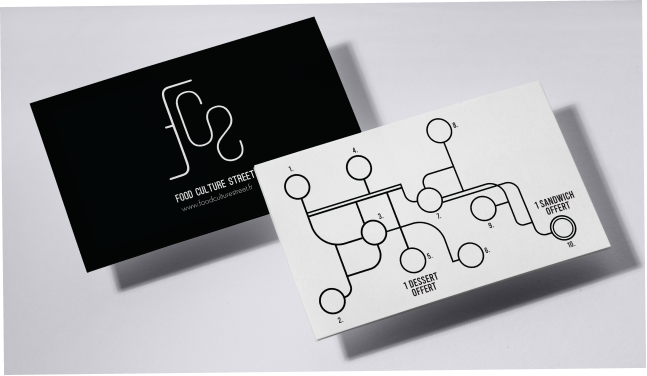 fcs
FOOD CULTURE STREET
www.foodculturestreet.fr
1.
4.
8.
3.
7.
9.
1 SANDWICH
OFFERT
10.
5.
6.
1 DESSERT
OFFERT
2.